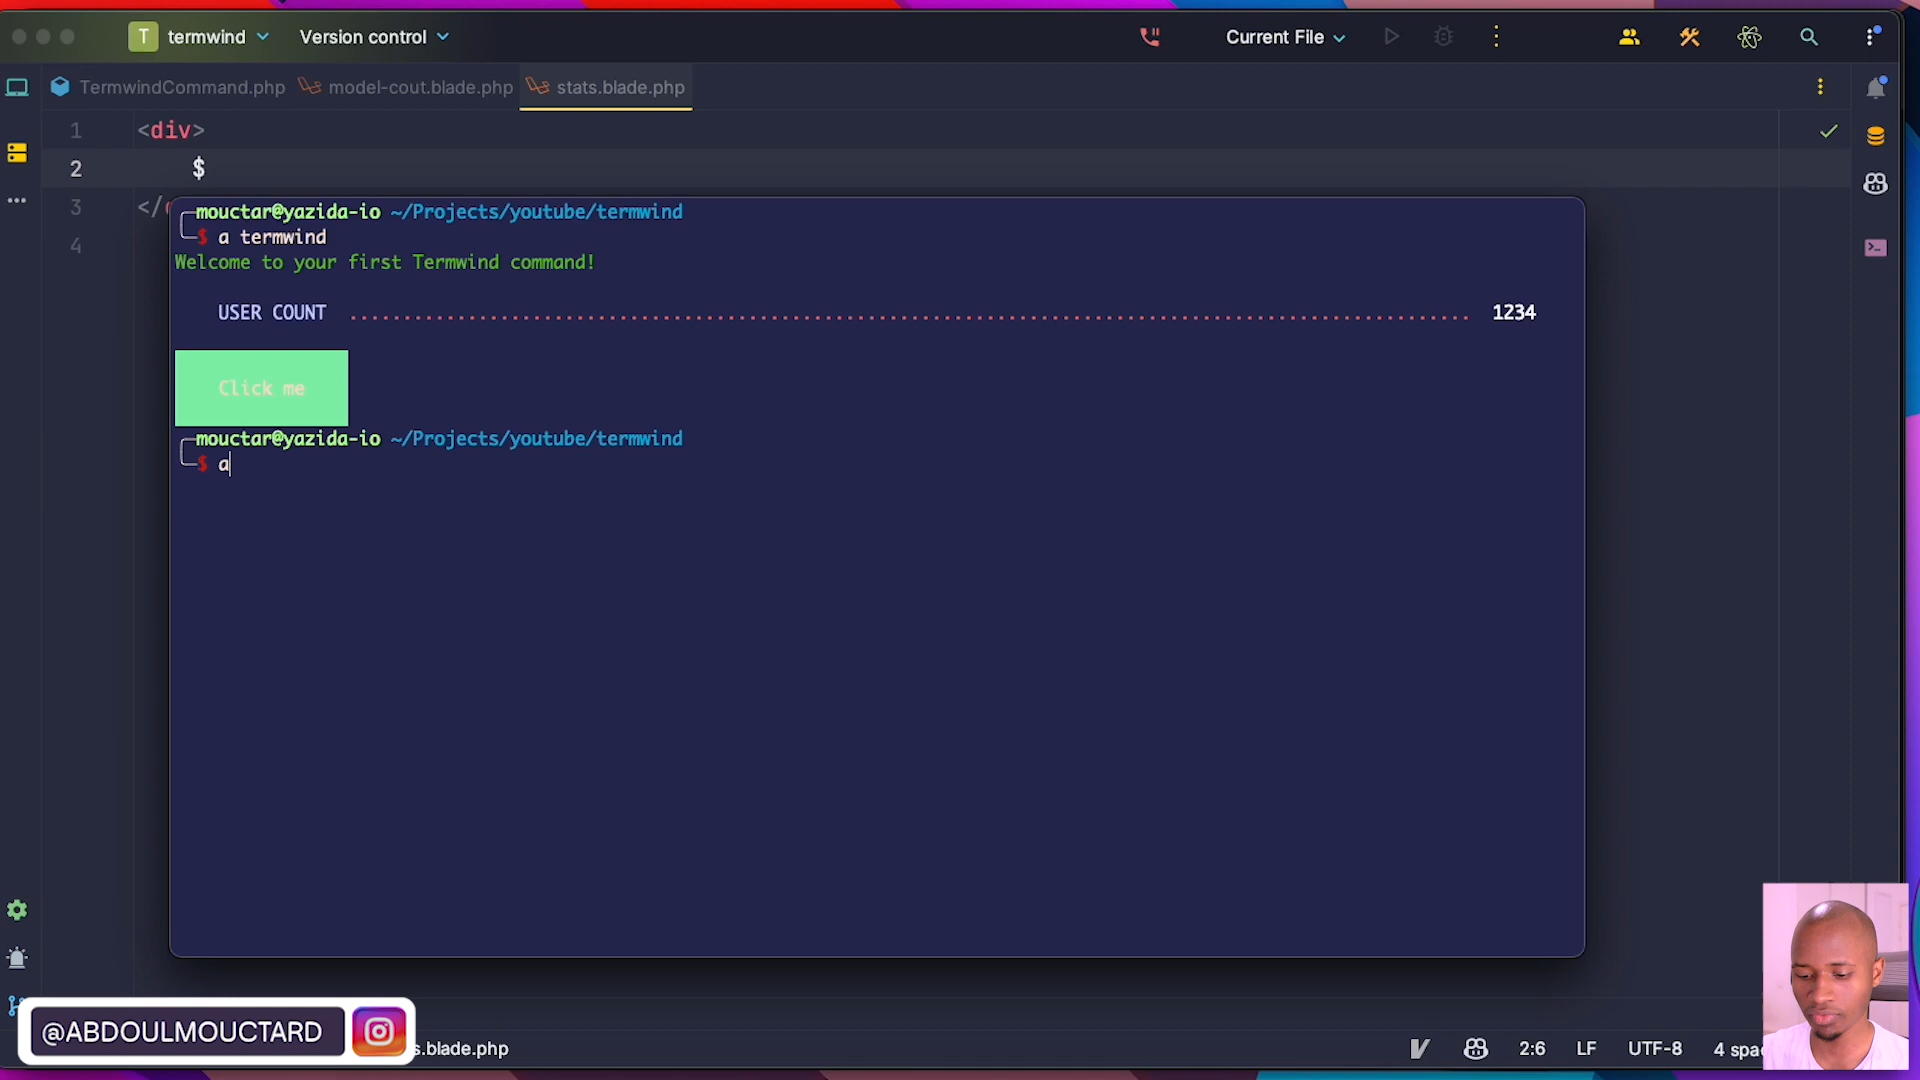 T termwind Version control Current File
TermwindCommand.php model-cout.blade.php stats.blade.php
1 <div>
2 $
3 </
4
mouctar@yazida-io ~/Projects/youtube/termwind
$ a termwind
Welcome to your first Termwind command!
USER COUNT ........................................................................................................ 1234
Click me
mouctar@yazida-io ~/Projects/youtube/termwind
$ a
@ABDOULMOUCTARD
s.blade.php 2:6 LF UTF-8 4 spa